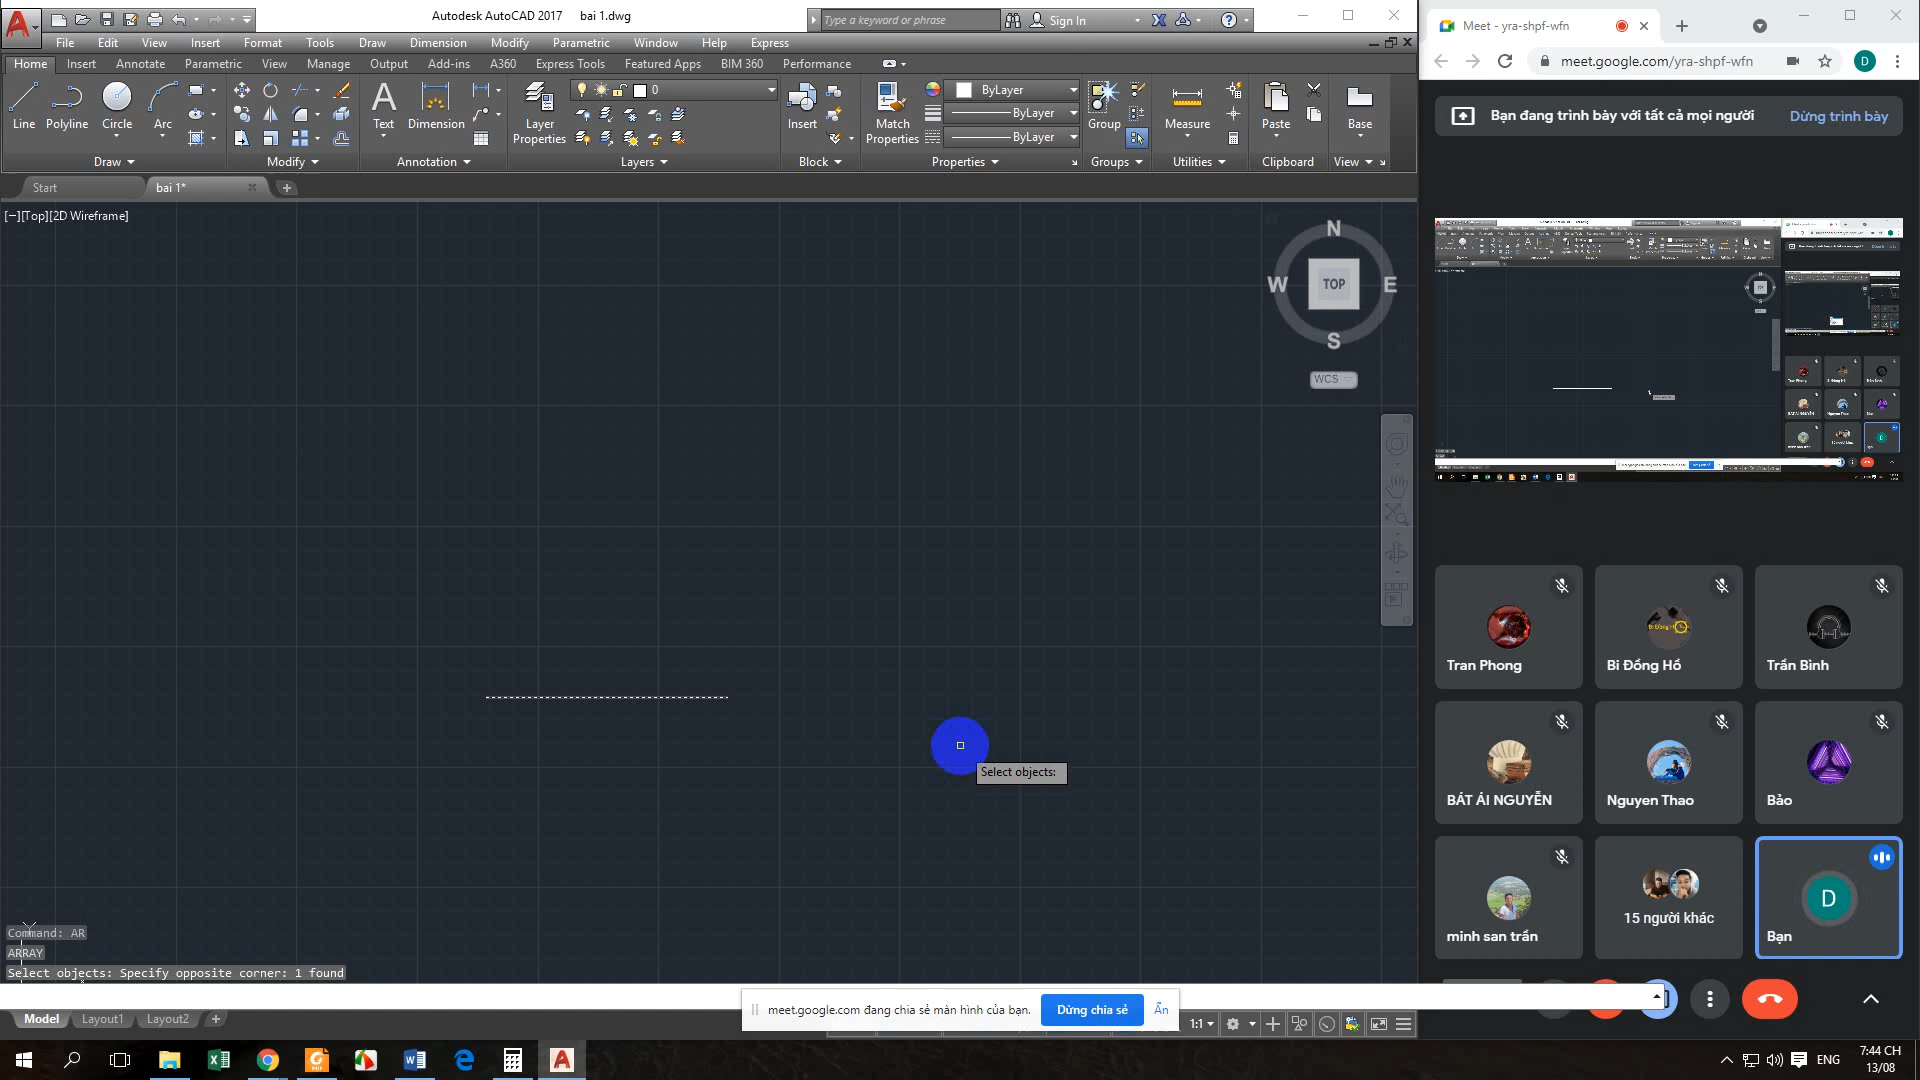 Autodesk AutoCAD 2017 bai 1.dwg
Type a keyword or phrase
Sign In
File Edit View Insert Format Tools Draw Dimension Modify Parametric Window Help Express
Home Insert Annotate Parametric View Manage Output Add-ins A360 Express Tools Featured Apps BIM 360 Performance
Line Polyline Circle Arc
Text Dimension
Layer
Properties
0
Insert
Match
Properties
ByLayer
ByLayer
ByLayer
Group
Measure
Paste
Base
Draw Modify Annotation Layers Block Properties Groups Utilities Clipboard View
Start bai 1*
[−][Top][2D Wireframe]
N
W TOP E
S
WCS
Select objects:
Command: AR
ARRAY
Select objects: Specify opposite corner: 1 found
Model Layout1 Layout2
meet.google.com đang chia sẻ màn hình của bạn. Dừng chia sẻ Ẩn
1:1
Meet - yra-shpf-wfn
meet.google.com/yra-shpf-wfn
D
Bạn đang trình bày với tất cả mọi người Dừng trình bày
Tran Phong
Bi Đồng Hồ
Trần Bình
BÁT ÁI NGUYỄN
Nguyen Thao
Bảo
minh san trần
15 người khác
D
Bạn
ENG
7:44 CH
13/08